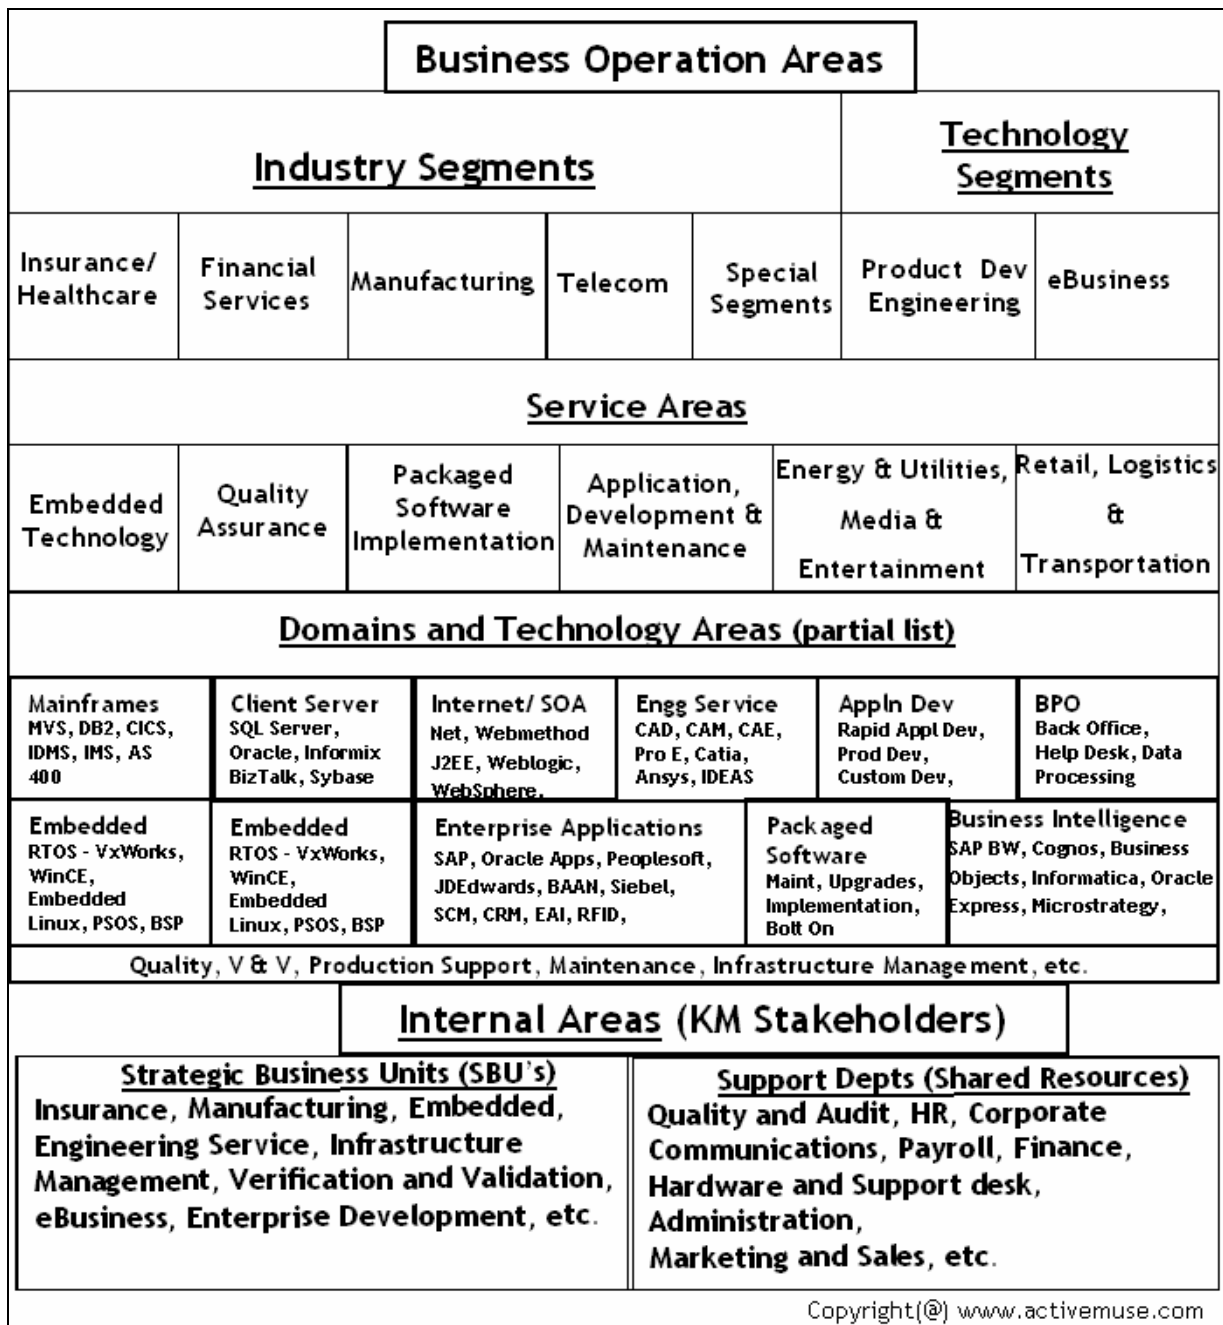 Business Operation Areas
Industry Segments
Technology
Segments
Insurance/
Healthcare
Financial
Services
Manufacturing
Telecom
Special
Segments
Product Dev
Engineering
eBusiness
Service Areas
Embedded
Technology
Quality
Assurance
Packaged
Software
Implementation
Application,
Development &
Maintenance
Energy & Utilities,
Media &
Entertainment
Retail, Logistics
&
Transportation
Domains and Technology Areas (partial list)
Mainframes
MVS, DB2, CICS,
IDMS, IMS, AS
400
Client Server
SQL Server,
Oracle, Informix
BizTalk, Sybase
Internet/ SOA
Net, Webmethod
J2EE, Weblogic,
WebSphere,
Engg Service
CAD, CAM, CAE,
Pro E, Catia,
Ansys, IDEAS
Appln Dev
Rapid Appl Dev,
Prod Dev,
Custom Dev,
BPO
Back Office,
Help Desk, Data
Processing
Embedded
RTOS - VxWorks,
WinCE,
Embedded
Linux, PSOS, BSP
Embedded
RTOS - VxWorks,
WinCE,
Embedded
Linux, PSOS, BSP
Enterprise Applications
SAP, Oracle Apps, Peoplesoft,
JDEdwards, BAAN, Siebel,
SCM, CRM, EAI, RFID,
Packaged
Software
Maint, Upgrades,
Implementation,
Bolt On
Business Intelligence
SAP BW, Cognos, Business
Objects, Informatica, Oracle
Express, Microstrategy,
Quality, V & V, Production Support, Maintenance, Infrastructure Management, etc.
Internal Areas (KM Stakeholders)
Strategic Business Units (SBU's)
Insurance, Manufacturing, Embedded,
Engineering Service, Infrastructure
Management, Verification and Validation,
eBusiness, Enterprise Development, etc.
Support Depts (Shared Resources)
Quality and Audit, HR, Corporate
Communications, Payroll, Finance,
Hardware and Support desk,
Administration,
Marketing and Sales, etc.
Copyright(@) www.activemuse.com